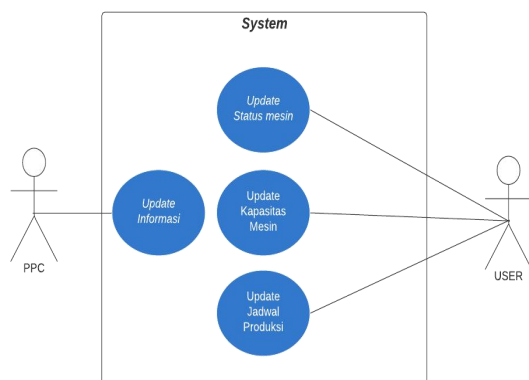 System
Update
Status mesin
Update
Informasi
Update
Kapasitas
Mesin
Update
Jadwal
Produksi
PPC
USER